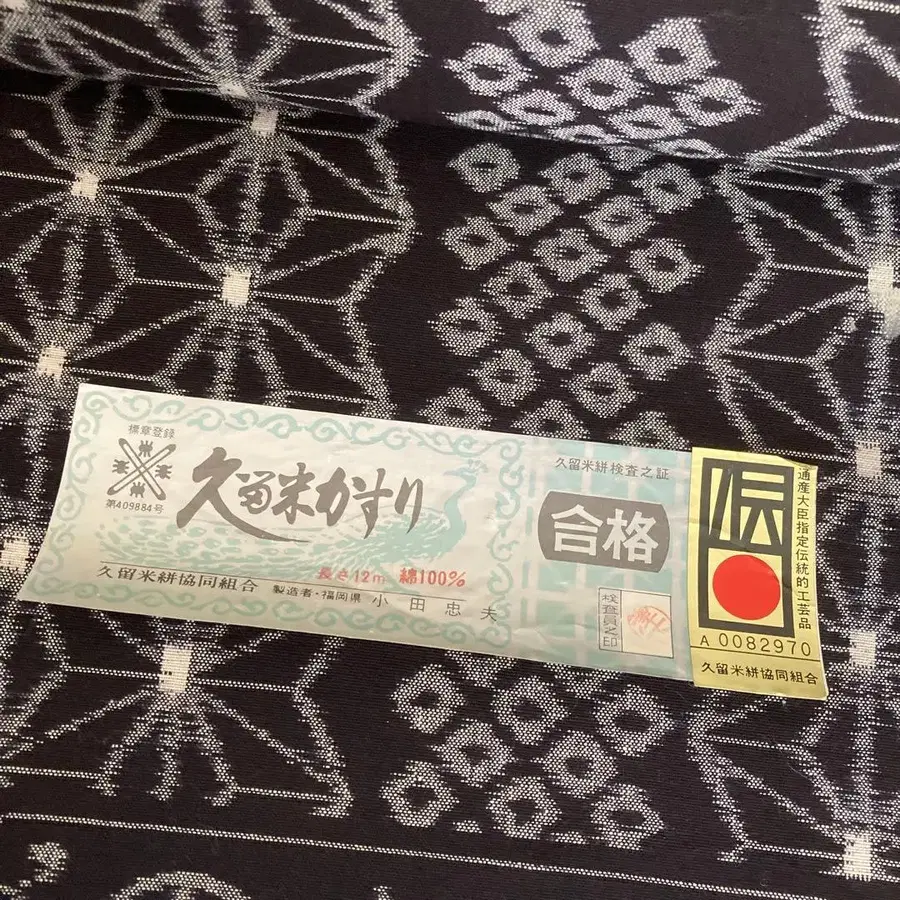 標章登録
第409884号
久留米かすり
長さ12m 綿100%
久留米絣協同組合
製造者・福岡県 小田忠夫
久留米絣検査之証
合格
検査員之印
伝
通産大臣指定伝統的工芸品
A 0082970
久留米絣協同組合